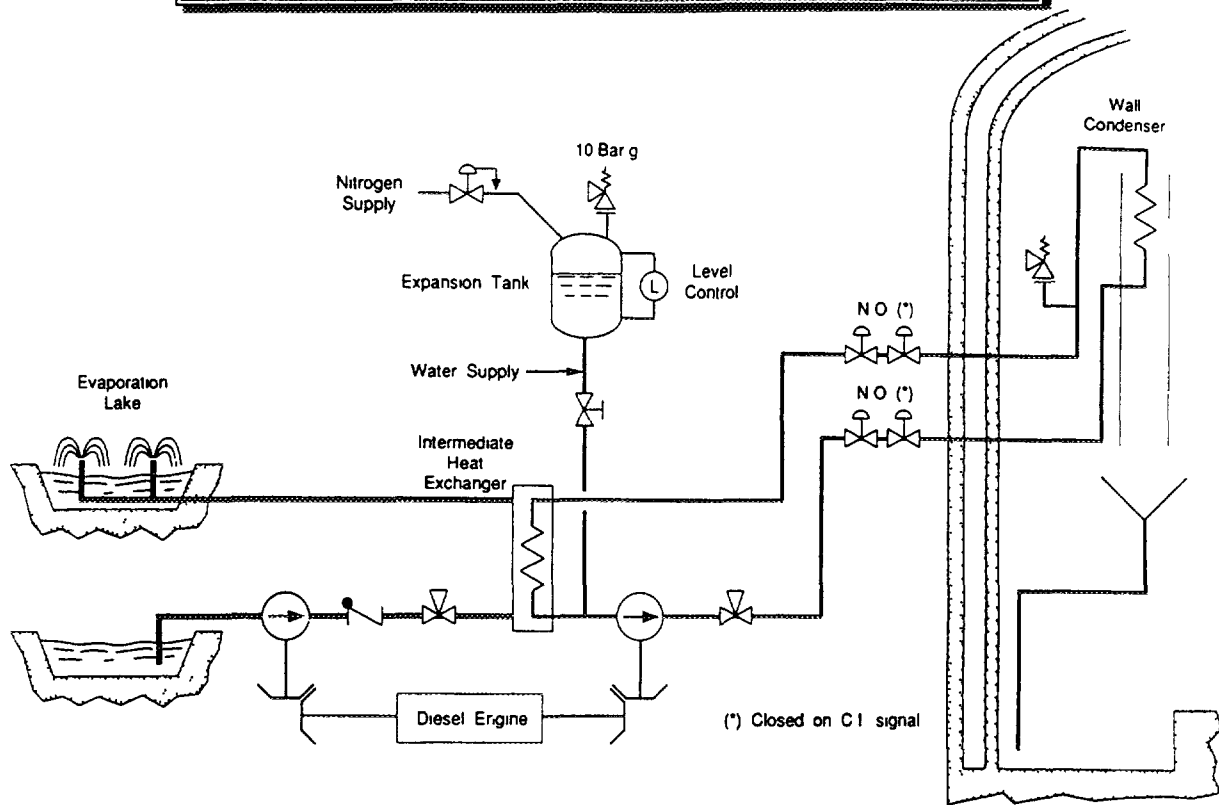 Wall
Condenser
10 Bar g
Nitrogen
Supply
Expansion Tank
L
Level
Control
N O (*)
Water Supply
N O (*)
Evaporation
Lake
Intermediate
Heat
Exchanger
Diesel Engine
(*) Closed on C I signal